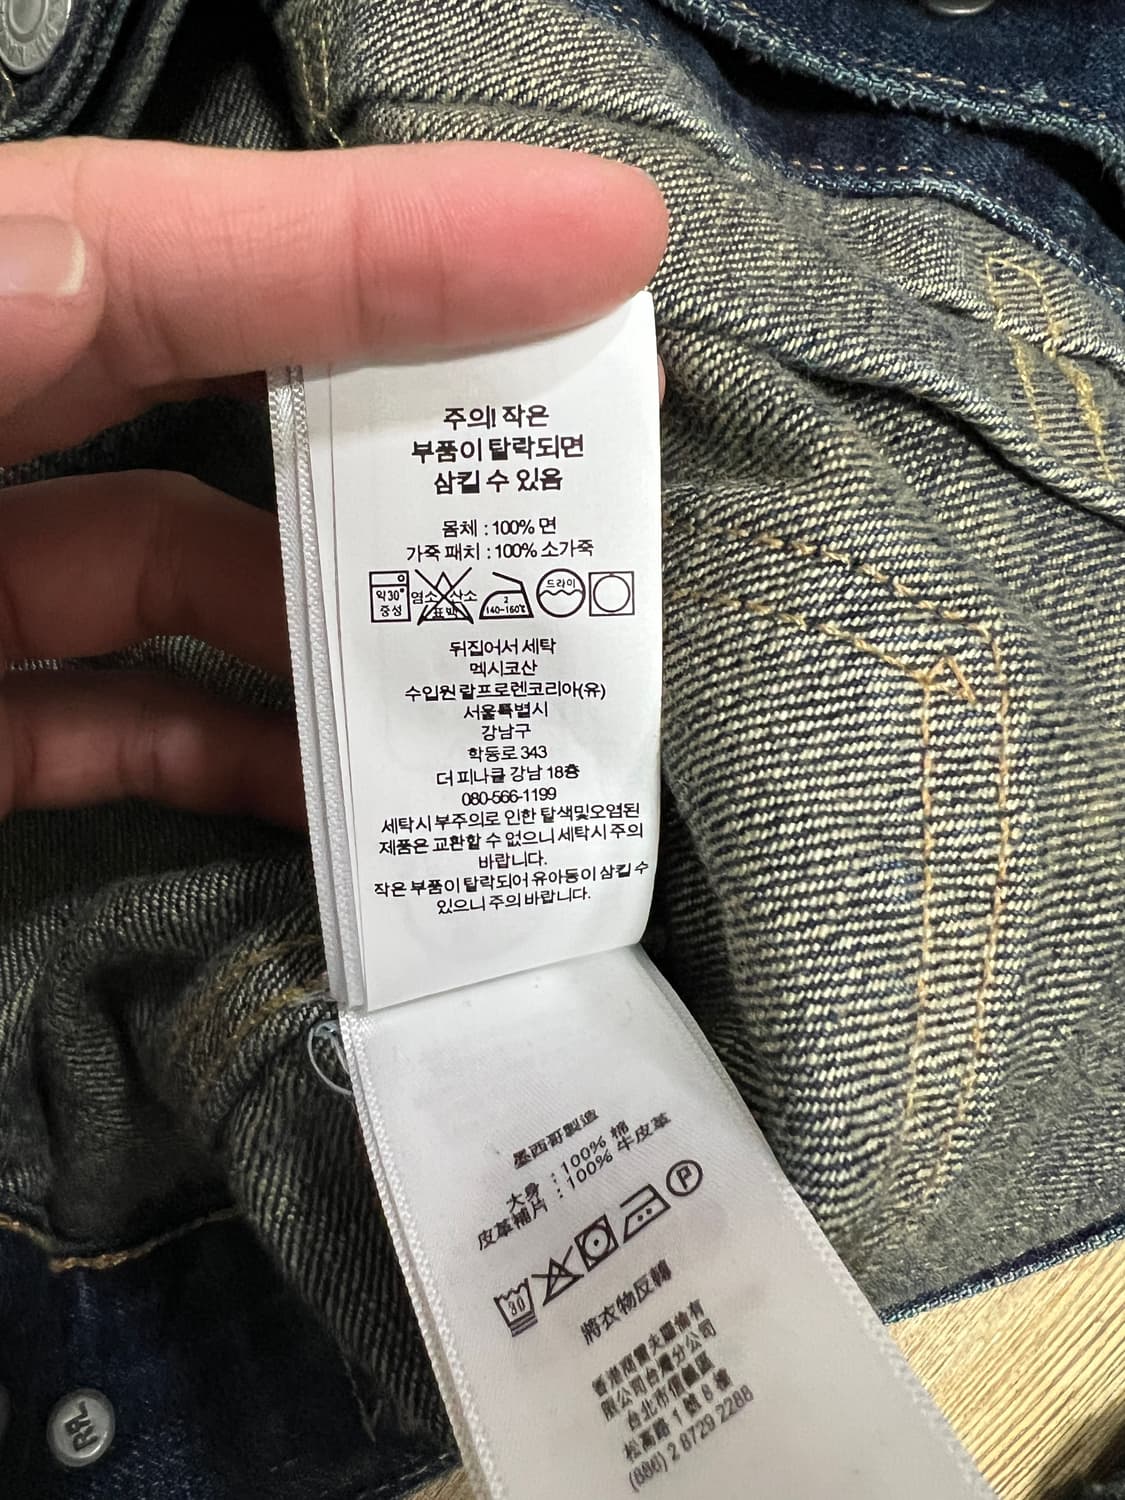 주의! 작은
부품이 탈락되면
삼킬 수 있음
몸체 : 100% 면
가죽 패치 : 100% 소가죽
약30°
중성
염소 산소
표백
2
140~160℃
드라이
뒤집어서 세탁
멕시코산
수입원 랄프로렌코리아(유)
서울특별시
강남구
학동로 343
더 피나클 강남 18층
080-566-1199
세탁시 부주의로 인한 탈색및오염된
제품은 교환할 수 없으니 세탁시 주의
바랍니다.
작은 부품이 탈락되어 유아동이 삼킬 수
있으니 주의 바랍니다.
墨西哥製造
大身 : 100% 棉
皮革補片 : 100% 牛皮革
30
P
將衣物反轉
香港商雷夫羅倫有
限公司台灣分公司
台北市信義區
松高路 1 號 8 樓
(886) 2 8729 2288
RRL